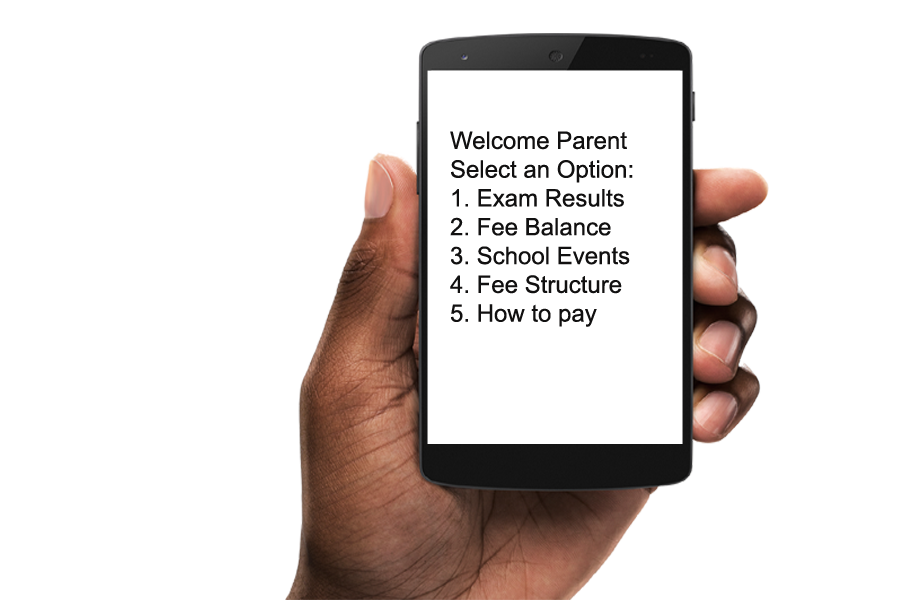 Welcome Parent
Select an Option:
1. Exam Results
2. Fee Balance
3. School Events
4. Fee Structure
5. How to pay